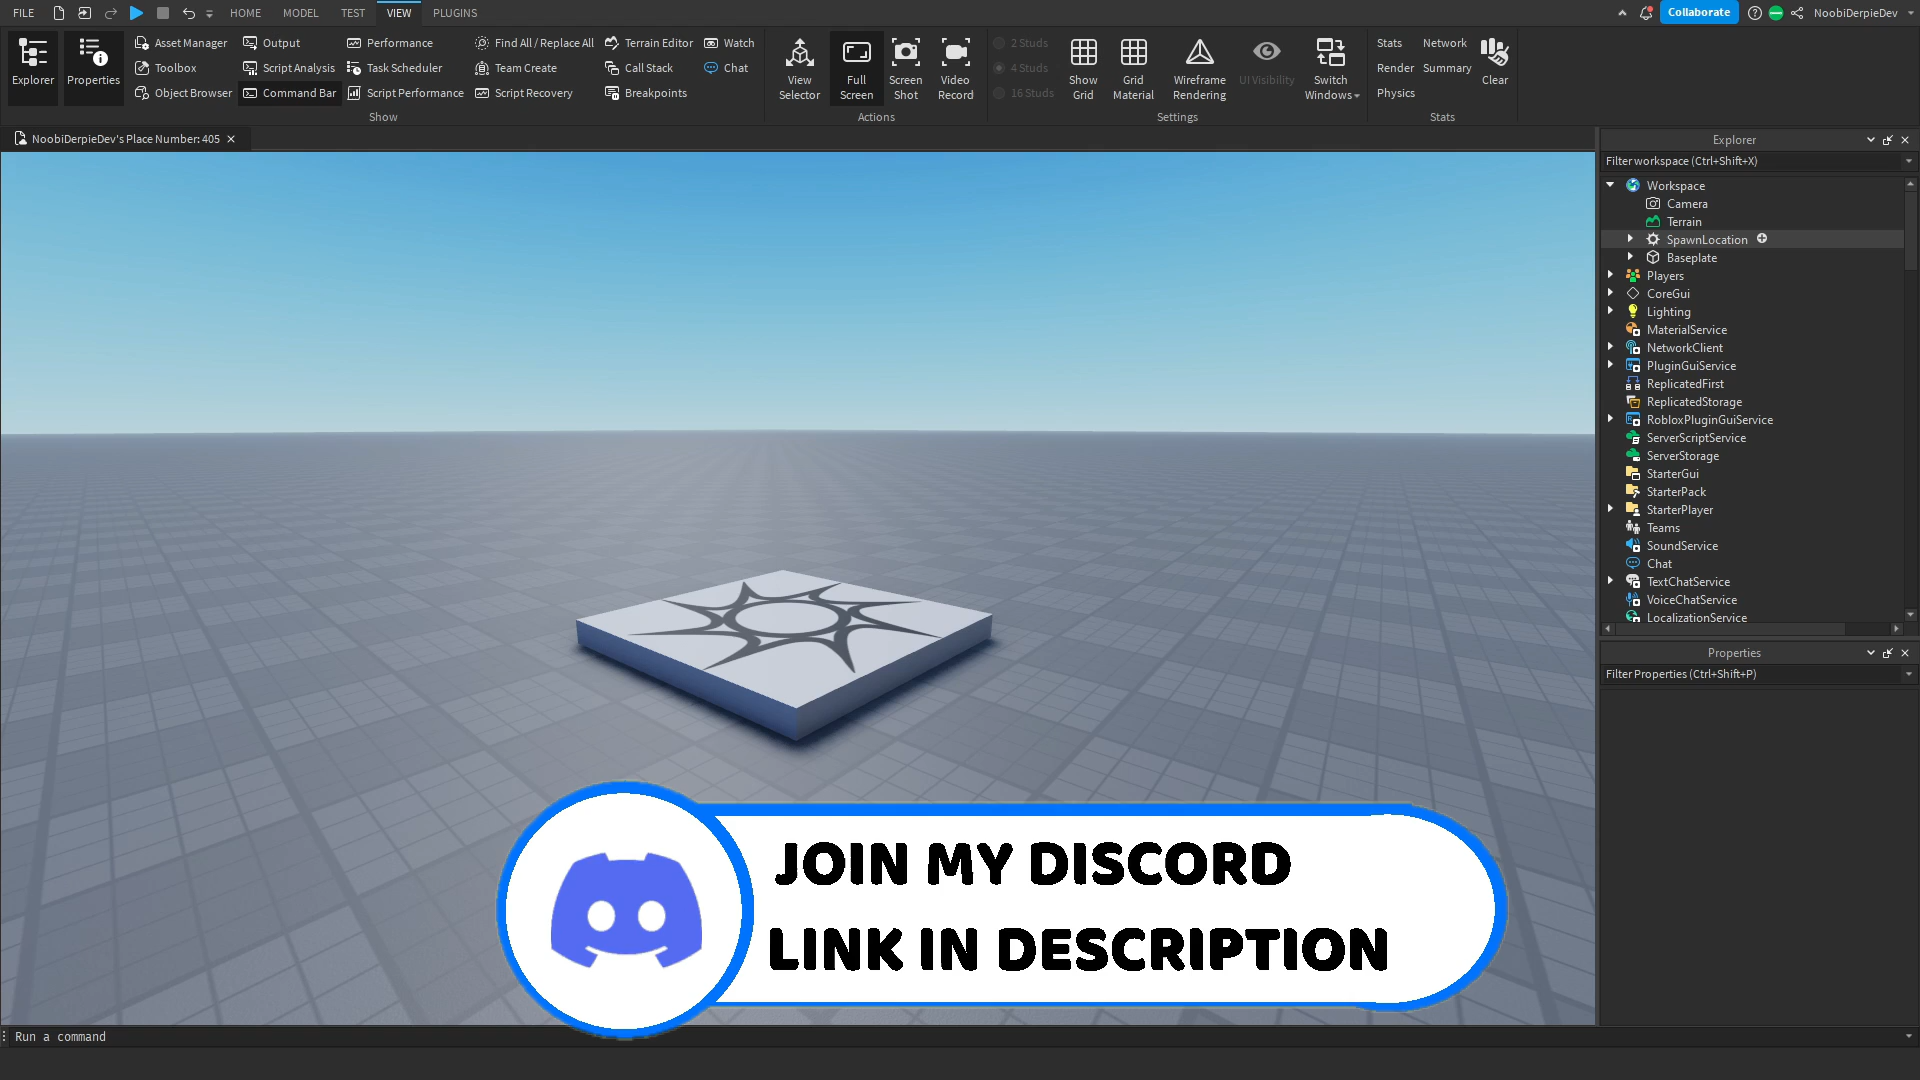 FILE HOME MODEL TEST VIEW PLUGINS Collaborate NoobiDerpieDev
Explorer Properties
Asset Manager Output Performance Find All / Replace All Terrain Editor Watch
Toolbox Script Analysis Task Scheduler Team Create Call Stack Chat
Object Browser Command Bar Script Performance Script Recovery Breakpoints
Show
View Selector Full Screen Screen Shot Video Record
Actions
2 Studs
4 Studs
16 Studs
Show Grid Grid Material Wireframe Rendering UI Visibility Switch Windows
Settings
Stats Network
Render Summary
Physics
Clear
Stats
NoobiDerpieDev's Place Number: 405
Explorer
Filter workspace (Ctrl+Shift+X)
Workspace
Camera
Terrain
SpawnLocation
Baseplate
Players
CoreGui
Lighting
MaterialService
NetworkClient
PluginGuiService
ReplicatedFirst
ReplicatedStorage
RobloxPluginGuiService
ServerScriptService
ServerStorage
StarterGui
StarterPack
StarterPlayer
Teams
SoundService
Chat
TextChatService
VoiceChatService
LocalizationService
Properties
Filter Properties (Ctrl+Shift+P)
JOIN MY DISCORD
LINK IN DESCRIPTION
Run a command